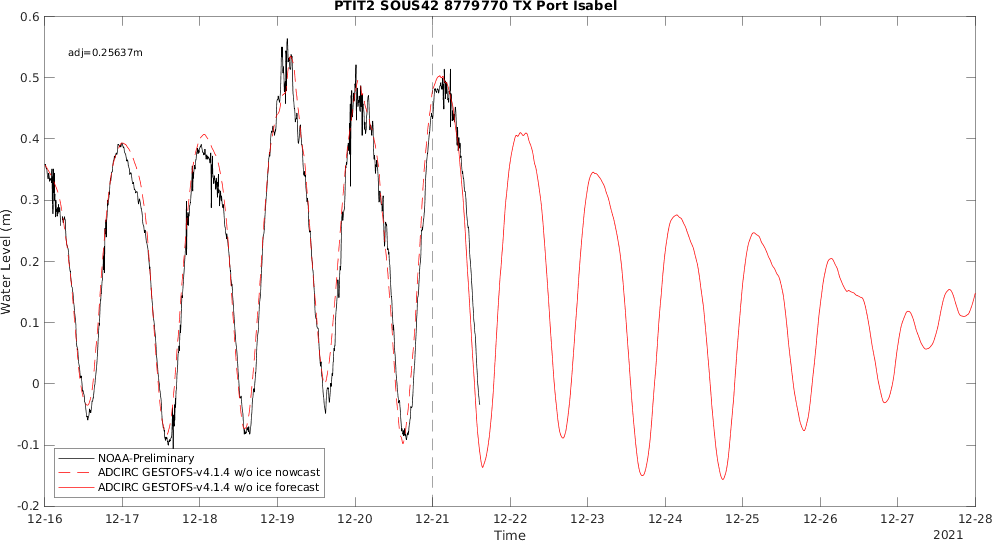 PTIT2 SOUS42 8779770 TX Port Isabel
adj=0.25637m
Water Level (m)
0.6
0.5
0.4
0.3
0.2
0.1
0
-0.1
-0.2
NOAA-Preliminary
ADCIRC GESTOFS-v4.1.4 w/o ice nowcast
ADCIRC GESTOFS-v4.1.4 w/o ice forecast
12-16 12-17 12-18 12-19 12-20 12-21 12-22 12-23 12-24 12-25 12-26 12-27 12-28
Time
2021